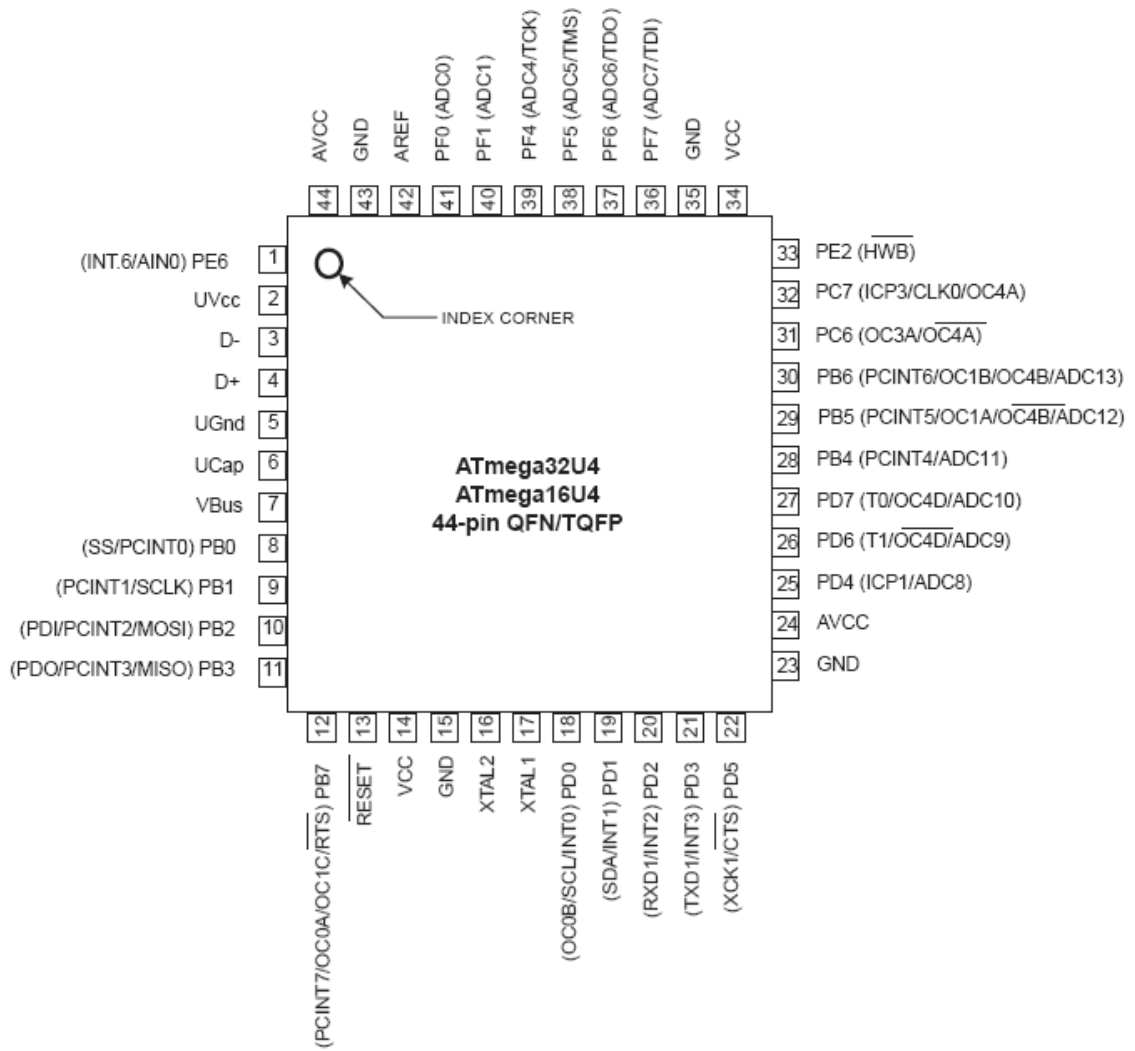 AVCC
GND
AREF
PF0 (ADC0)
PF1 (ADC1)
PF4 (ADC4/TCK)
PF5 (ADC5/TMS)
PF6 (ADC6/TDO)
PF7 (ADC7/TDI)
GND
VCC
44
43
42
41
40
39
38
37
36
35
34
(INT.6/AIN0) PE6 1
UVcc 2
D- 3
D+ 4
UGnd 5
UCap 6
VBus 7
(SS/PCINT0) PB0 8
(PCINT1/SCLK) PB1 9
(PDI/PCINT2/MOSI) PB2 10
(PDO/PCINT3/MISO) PB3 11
INDEX CORNER
ATmega32U4
ATmega16U4
44-pin QFN/TQFP
33 PE2 (HWB)
32 PC7 (ICP3/CLK0/OC4A)
31 PC6 (OC3A/OC4A)
30 PB6 (PCINT6/OC1B/OC4B/ADC13)
29 PB5 (PCINT5/OC1A/OC4B/ADC12)
28 PB4 (PCINT4/ADC11)
27 PD7 (T0/OC4D/ADC10)
26 PD6 (T1/OC4D/ADC9)
25 PD4 (ICP1/ADC8)
24 AVCC
23 GND
12
13
14
15
16
17
18
19
20
21
22
(PCINT7/OC0A/OC1C/RTS) PB7
RESET
VCC
GND
XTAL2
XTAL1
(OC0B/SCL/INT0) PD0
(SDA/INT1) PD1
(RXD1/INT2) PD2
(TXD1/INT3) PD3
(XCK1/CTS) PD5